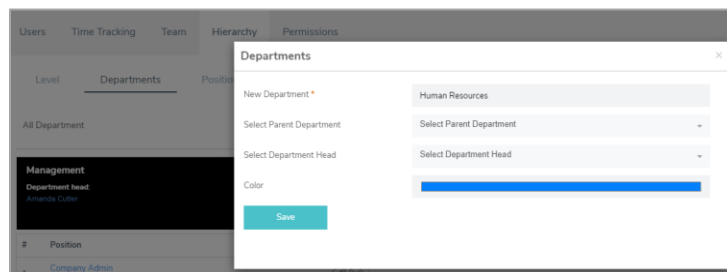 Users Time Tracking Team Hierarchy Permissions
Departments ×
Level Departments
New Department * Human Resources
Select Parent Department Select Parent Department
All Department
Select Department Head Select Department Head
Management
Department head:
Amanda Cutler
Color
Save
# Position
Company Admin